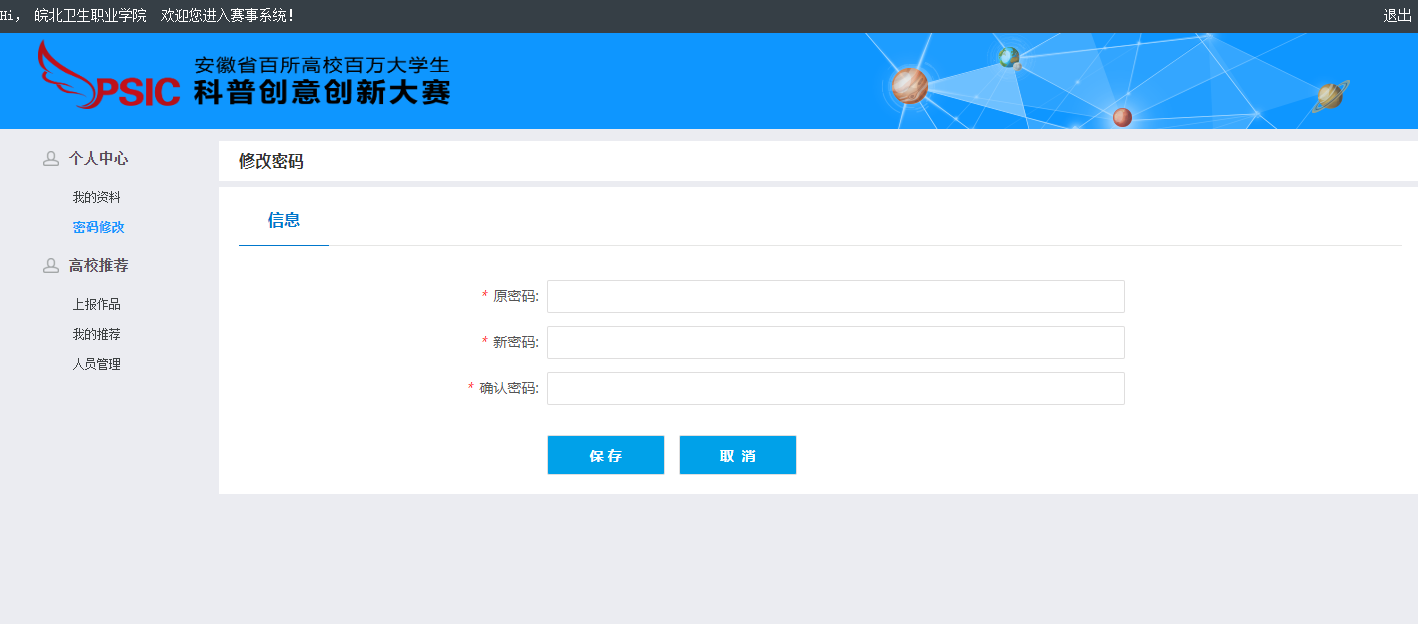 Hi, 皖北卫生职业学院 欢迎您进入赛事系统!
退出
PSIC
安徽省百所高校百万大学生
科普创意创新大赛
个人中心
我的资料
密码修改
高校推荐
上报作品
我的推荐
人员管理
修改密码
信息
* 原密码:
* 新密码:
* 确认密码:
保 存
取 消